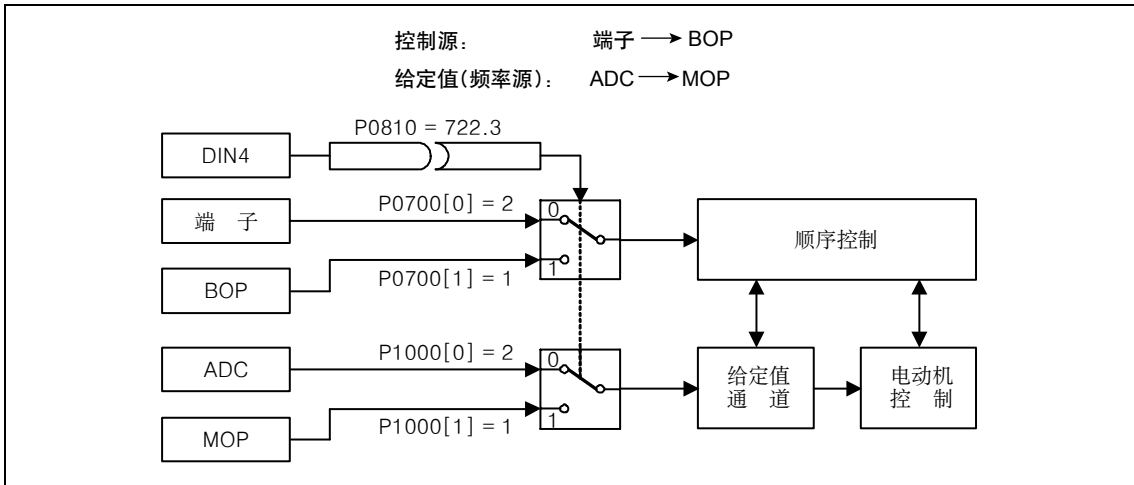 控制源： 端子 → BOP
给定值(频率源)： ADC → MOP
P0810 = 722.3
DIN4
端 子
P0700[0] = 2
0
顺序控制
BOP
P0700[1] = 1
1
ADC
P1000[0] = 2
0
给定值
通 道
电动机
控 制
MOP
P1000[1] = 1
1